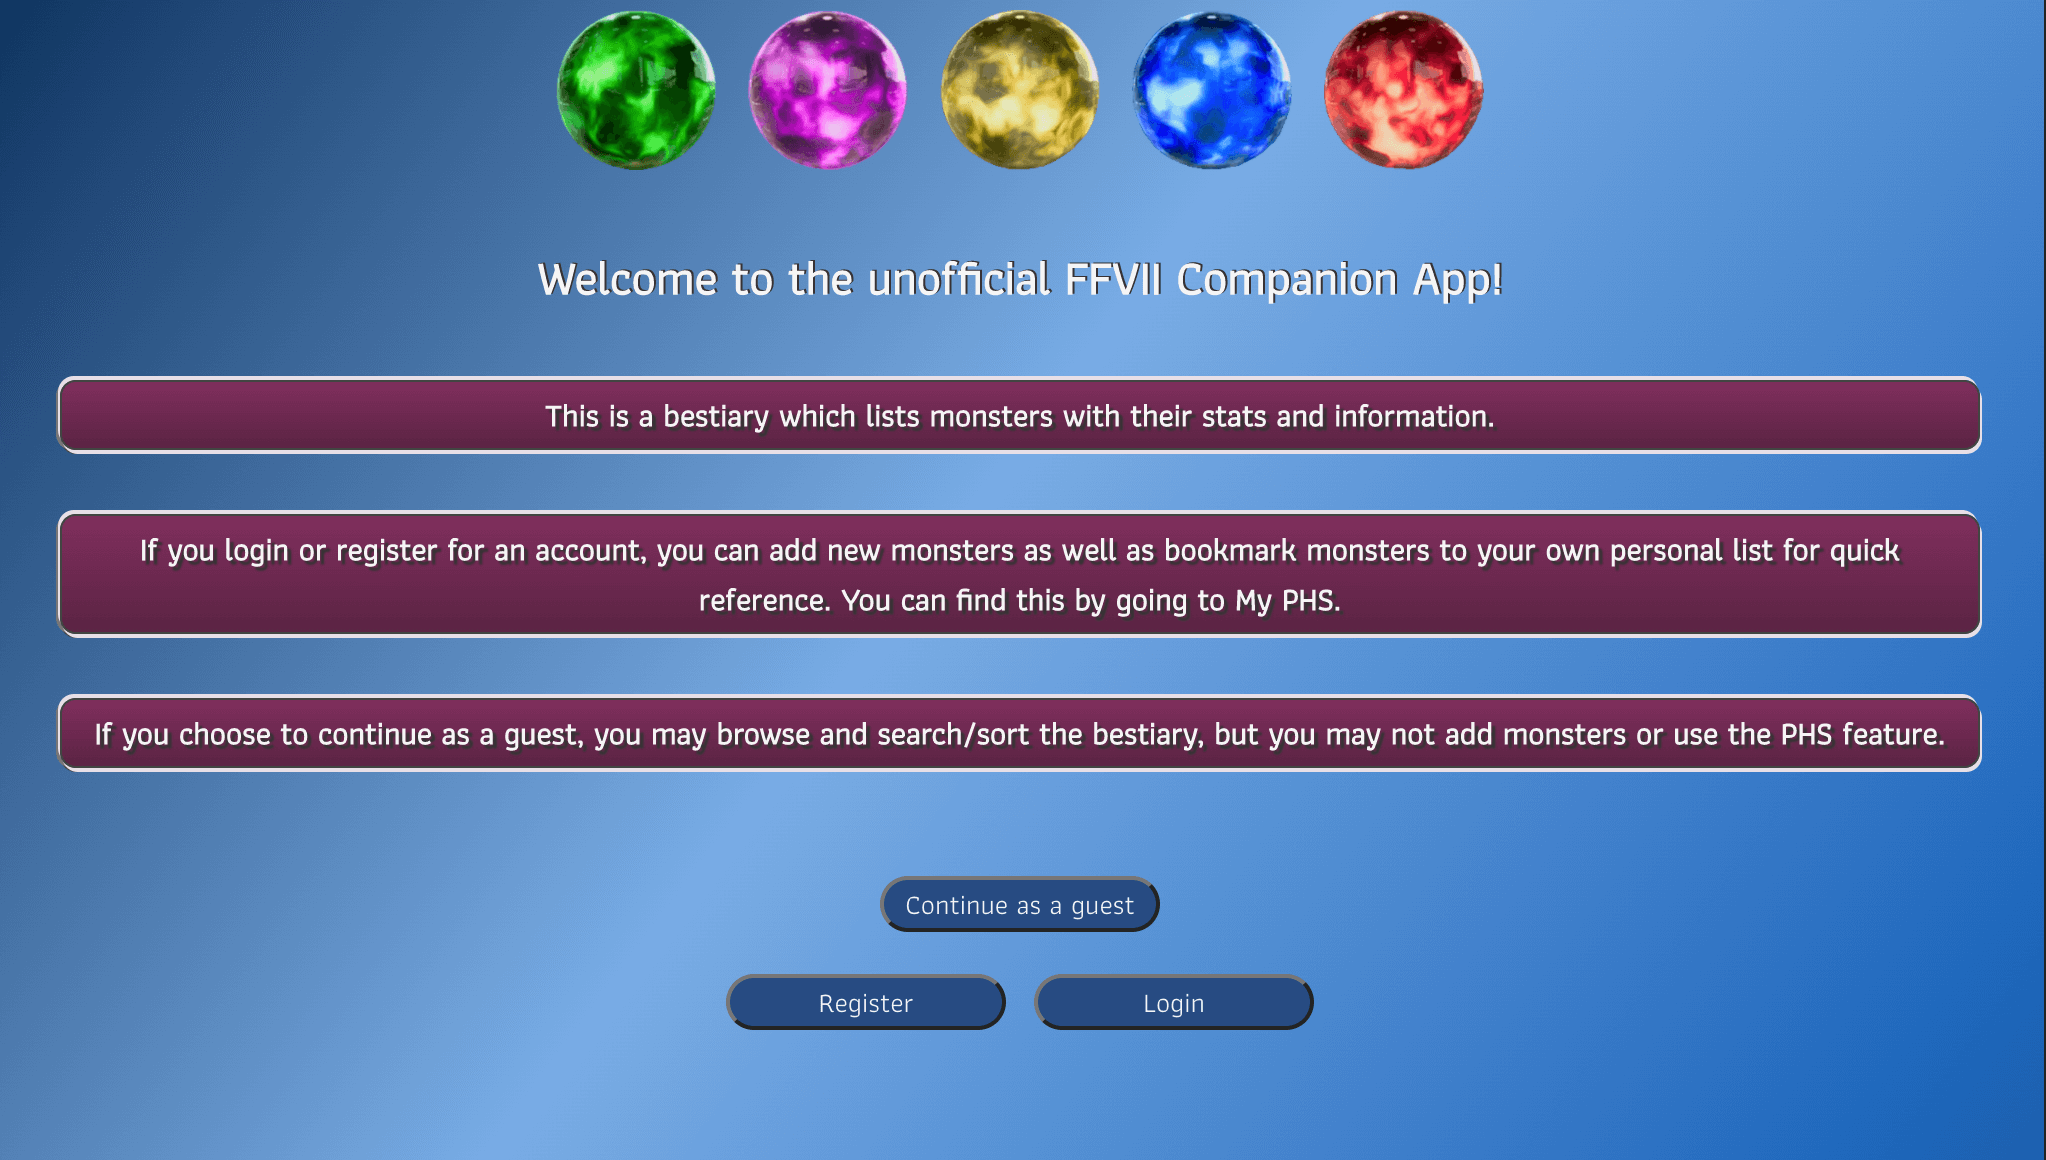 Welcome to the unofficial FFVII Companion App!
This is a bestiary which lists monsters with their stats and information.
If you login or register for an account, you can add new monsters as well as bookmark monsters to your own personal list for quick
reference. You can find this by going to My PHS.
If you choose to continue as a guest, you may browse and search/sort the bestiary, but you may not add monsters or use the PHS feature.
Continue as a guest
Register
Login